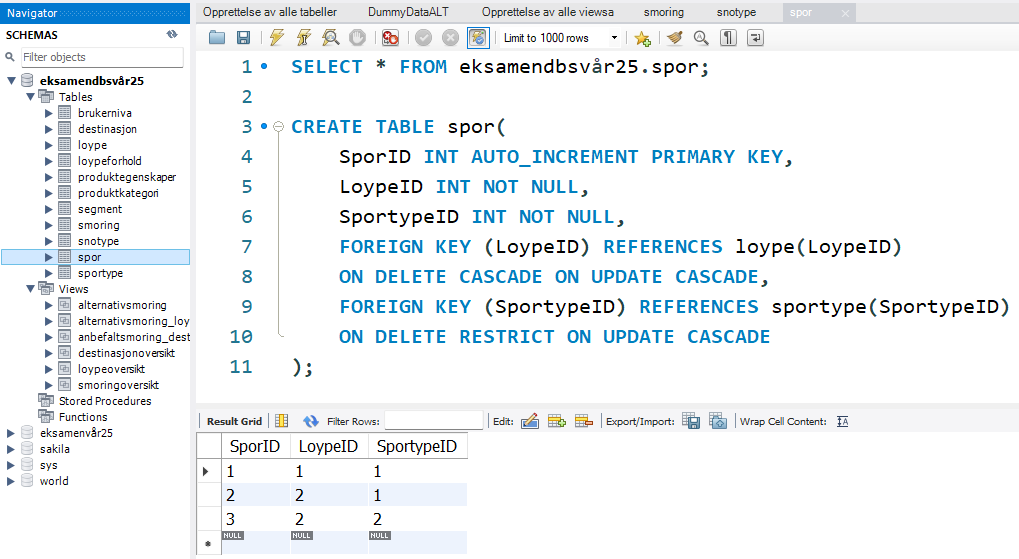 Navigator
SCHEMAS
Filter objects
eksamendbsvår25
Tables
brukerniva
destinasjon
loype
loypeforhold
produktegenskaper
produktkategori
segment
smoring
snotype
spor
sportype
Views
alternativsmoring
alternativsmoring_loy
anbefaltsmoring_dest
destinasjonoversikt
loypeoversikt
smoringoversikt
Stored Procedures
Functions
eksamenvår25
sakila
sys
world
Opprettelse av alle tabeller DummyDataALT Opprettelse av alle viewsa smoring snotype spor
Limit to 1000 rows
1 SELECT * FROM eksamendbsvår25.spor;
2
3 CREATE TABLE spor(
4 SporID INT AUTO_INCREMENT PRIMARY KEY,
5 LoypeID INT NOT NULL,
6 SportypeID INT NOT NULL,
7 FOREIGN KEY (LoypeID) REFERENCES loype(LoypeID)
8 ON DELETE CASCADE ON UPDATE CASCADE,
9 FOREIGN KEY (SportypeID) REFERENCES sportype(SportypeID)
10 ON DELETE RESTRICT ON UPDATE CASCADE
11 );
Result Grid Filter Rows: Edit: Export/Import: Wrap Cell Content:
SporID LoypeID SportypeID
1 1 1
2 2 1
3 2 2
NULL NULL NULL